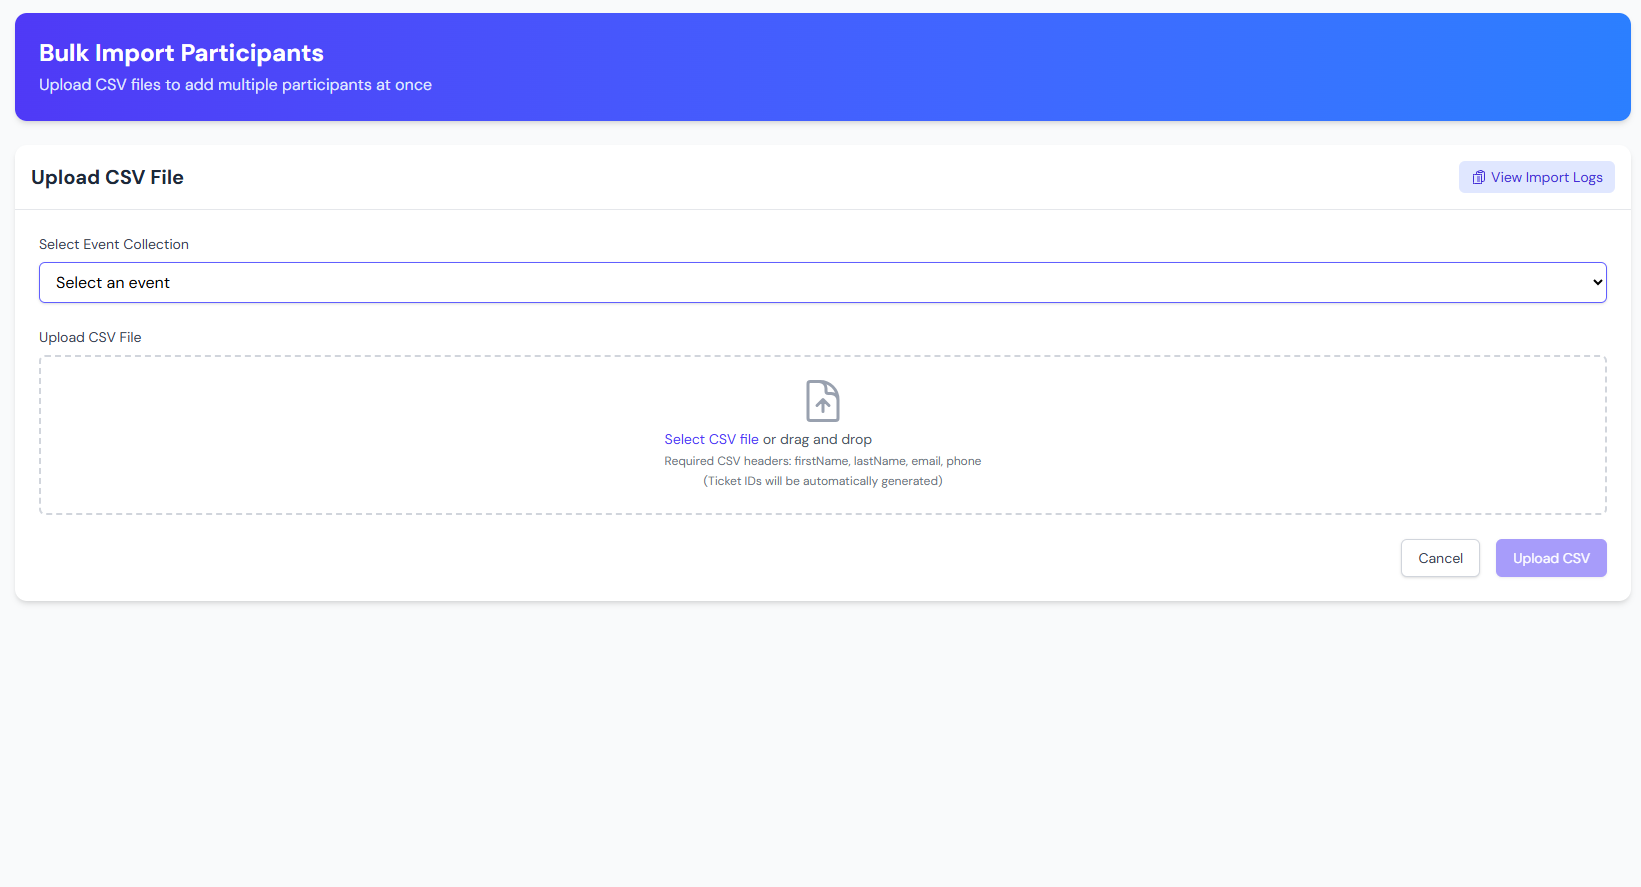 Bulk Import Participants
Upload CSV files to add multiple participants at once
Upload CSV File
View Import Logs
Select Event Collection
Select an event
Upload CSV File
Select CSV file or drag and drop
Required CSV headers: firstName, lastName, email, phone
(Ticket IDs will be automatically generated)
Cancel
Upload CSV